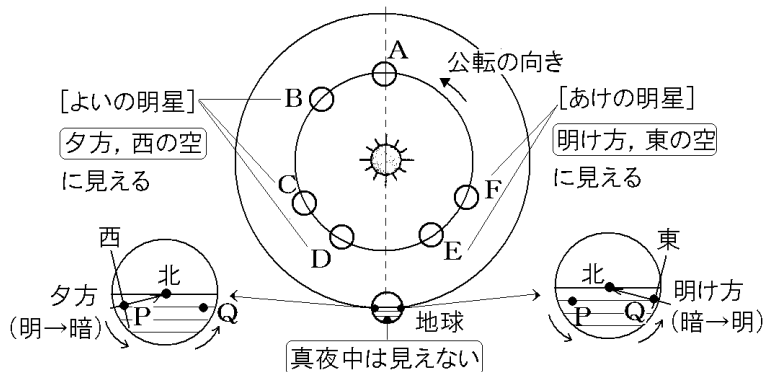 A
公転の向き
B
[よいの明星]
夕方, 西の空
に見える
[あけの明星]
明け方, 東の空
に見える
C
F
D
E
西
北
夕方
(明→暗)
P
Q
地球
真夜中は見えない
東
北
明け方
(暗→明)
P
Q